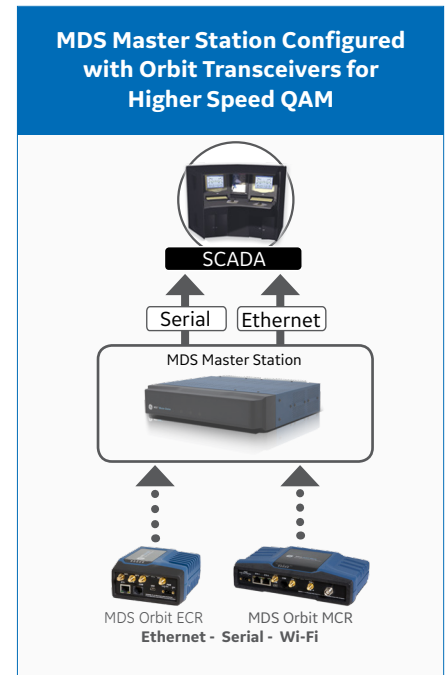 MDS Master Station Configured
with Orbit Transceivers for
Higher Speed QAM
SCADA
Serial Ethernet
MDS Master Station
MDS Orbit ECR MDS Orbit MCR
Ethernet - Serial - Wi-Fi